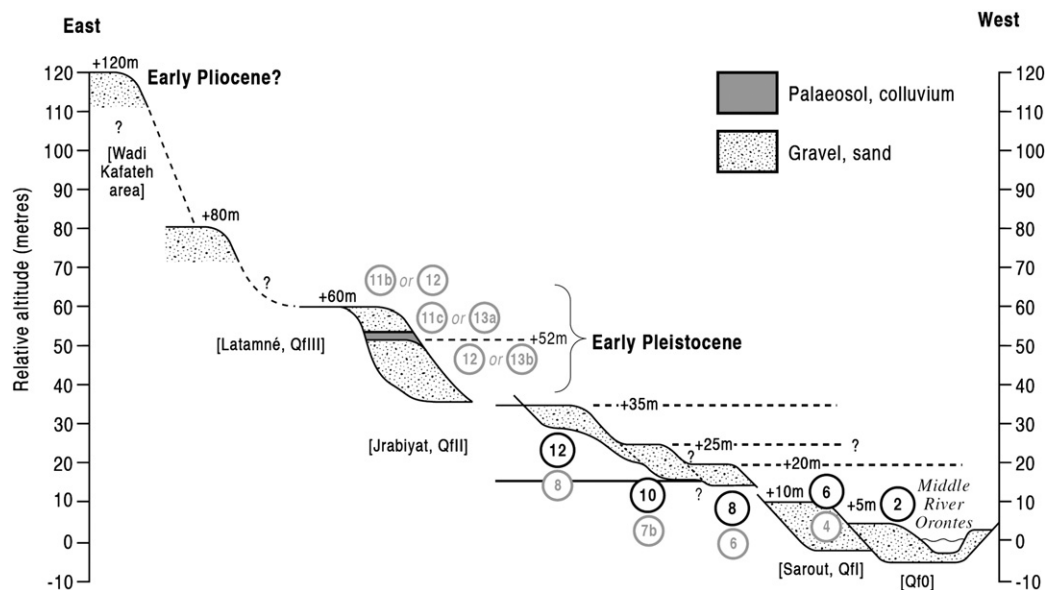 East
West
120
110
100
90
80
70
60
50
40
30
20
10
0
-10
Relative altitude (metres)
+120m
Early Pliocene?
?
[Wadi
Kafateh
area]
+80m
?
Palaeosol, colluvium
Gravel, sand
+60m
11b or 12
11c or 13a
+52m
12 or 13b
Early Pleistocene
[Latamné, QfIII]
[Jrabiyat, QfII]
+35m
+25m
?
?
+20m
12
8
10
7b
?
8
6
+10m
6
4
+5m
2
Middle
River
Orontes
[Sarout, QfI]
[Qf0]
120
110
100
90
80
70
60
50
40
30
20
10
0
-10